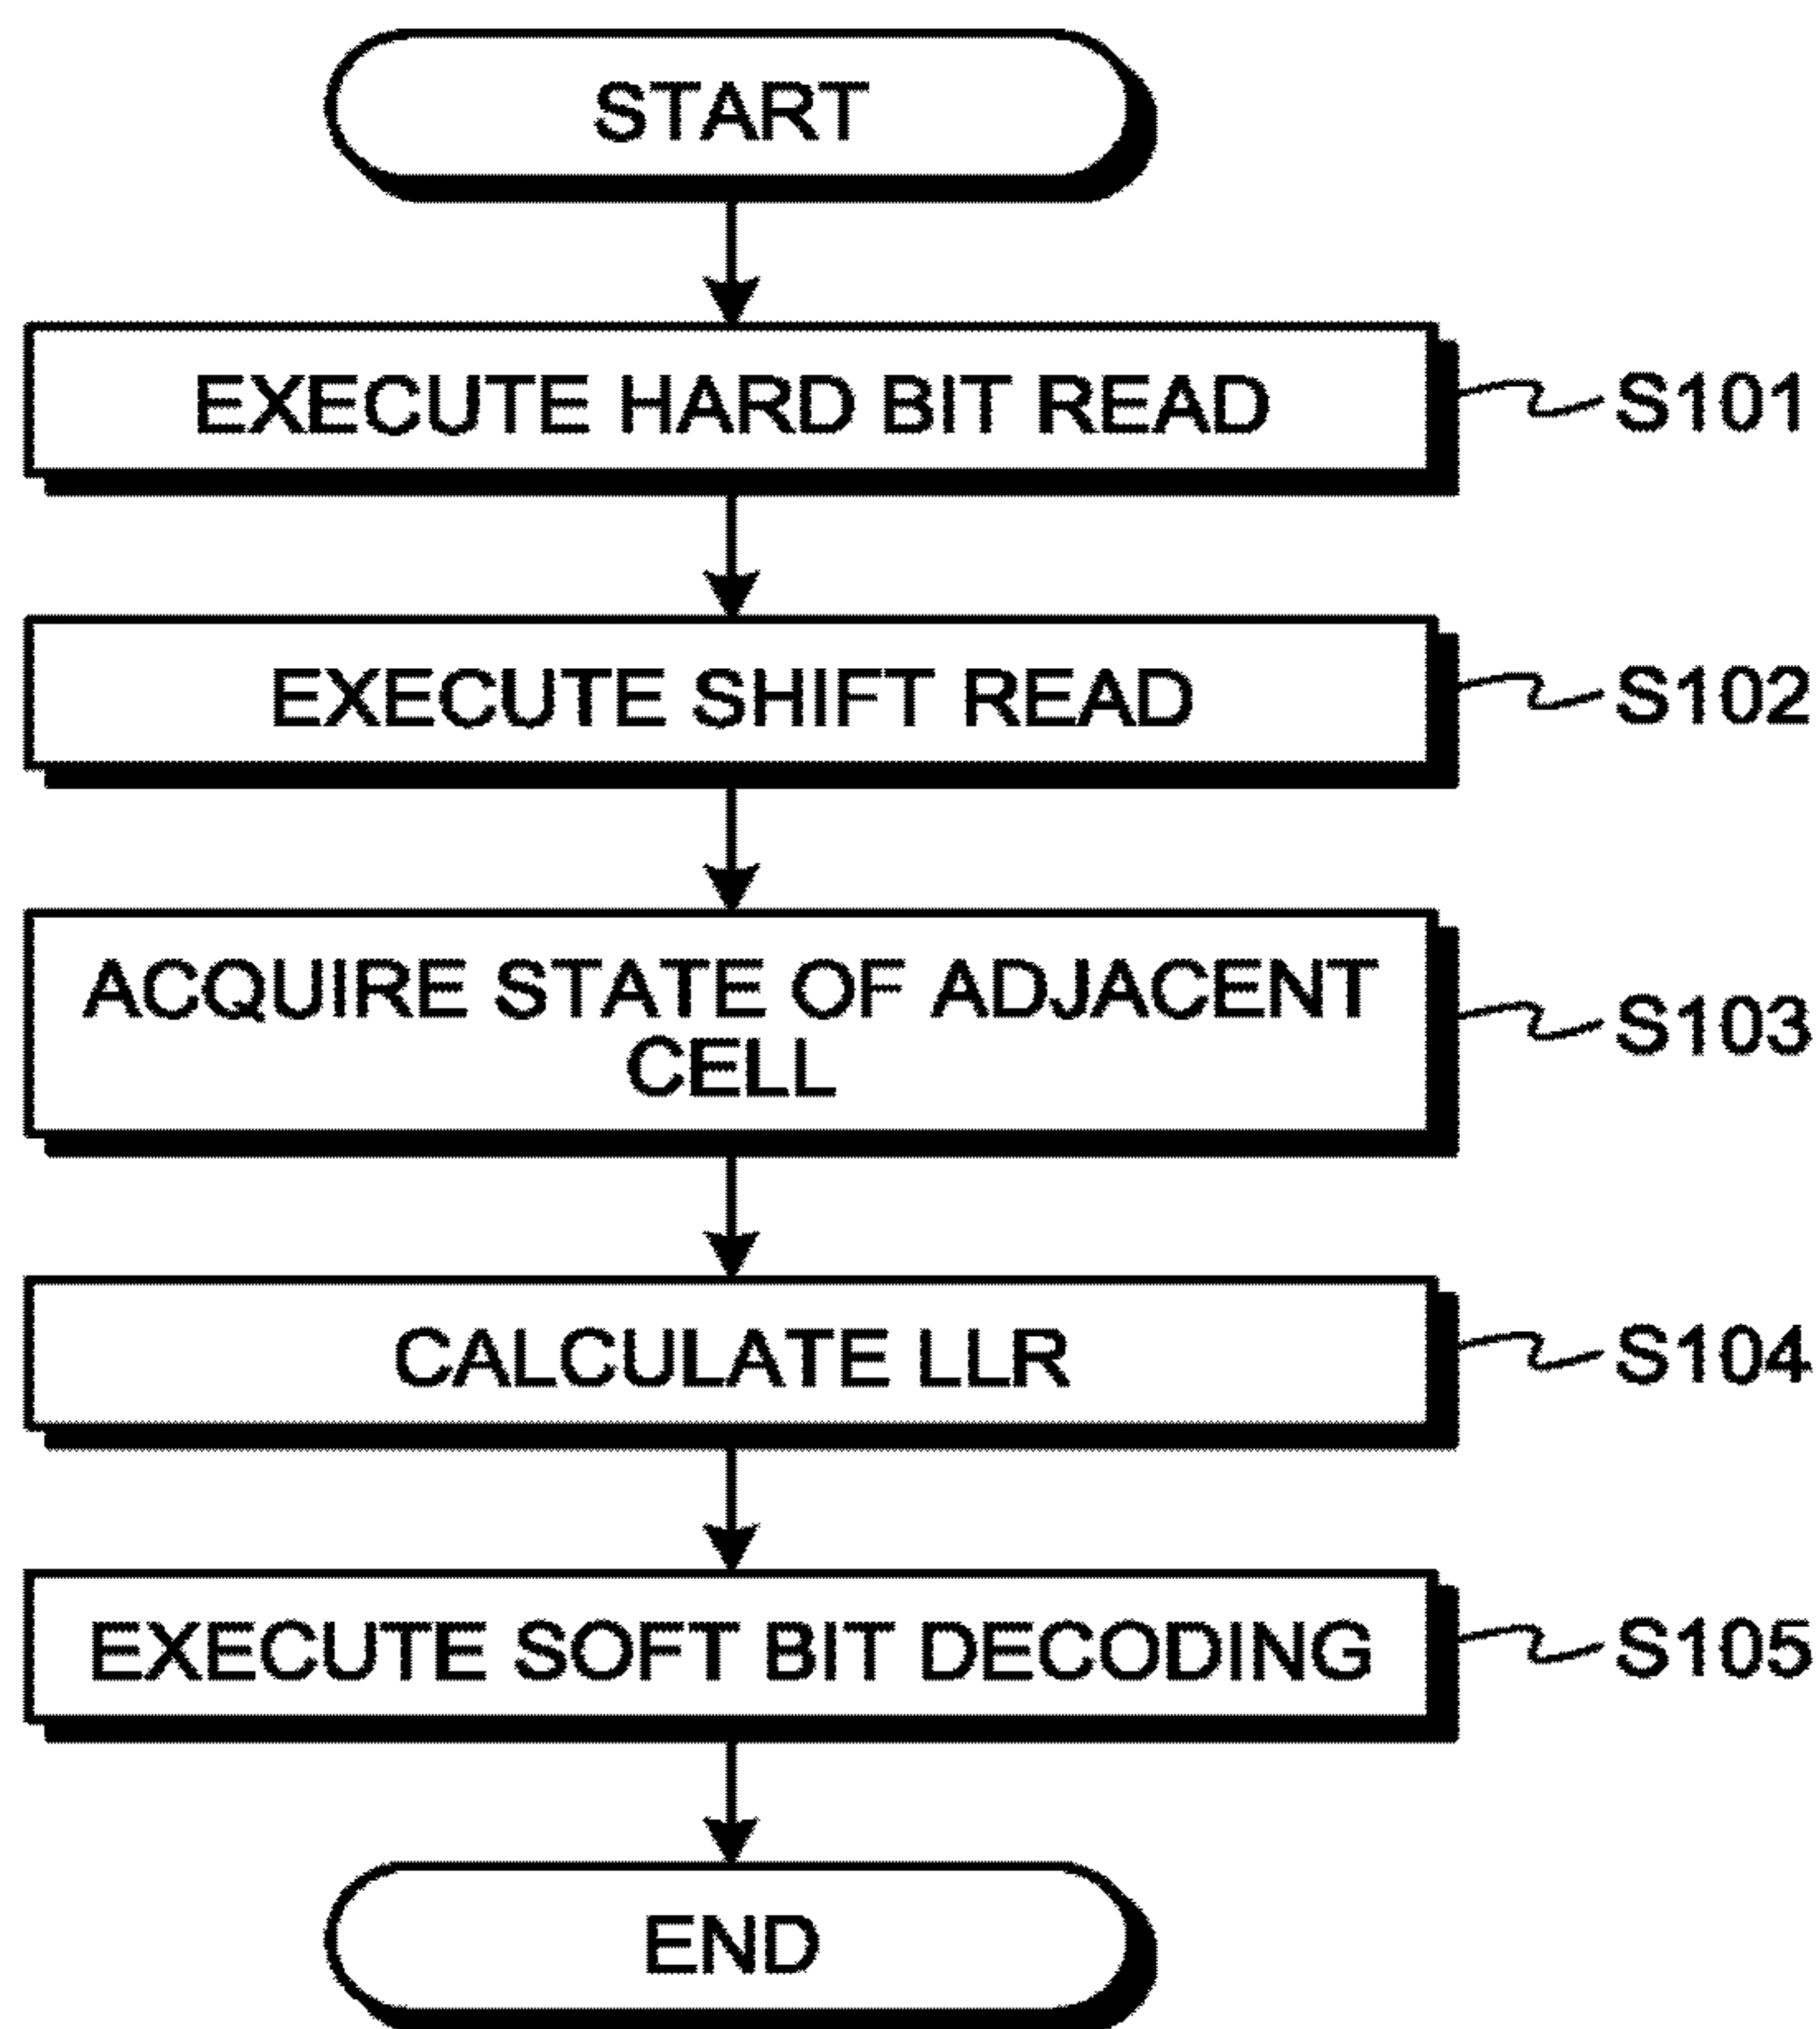 START
EXECUTE HARD BIT READ
S101
EXECUTE SHIFT READ
S102
ACQUIRE STATE OF ADJACENT
CELL
S103
CALCULATE LLR
S104
EXECUTE SOFT BIT DECODING
S105
END